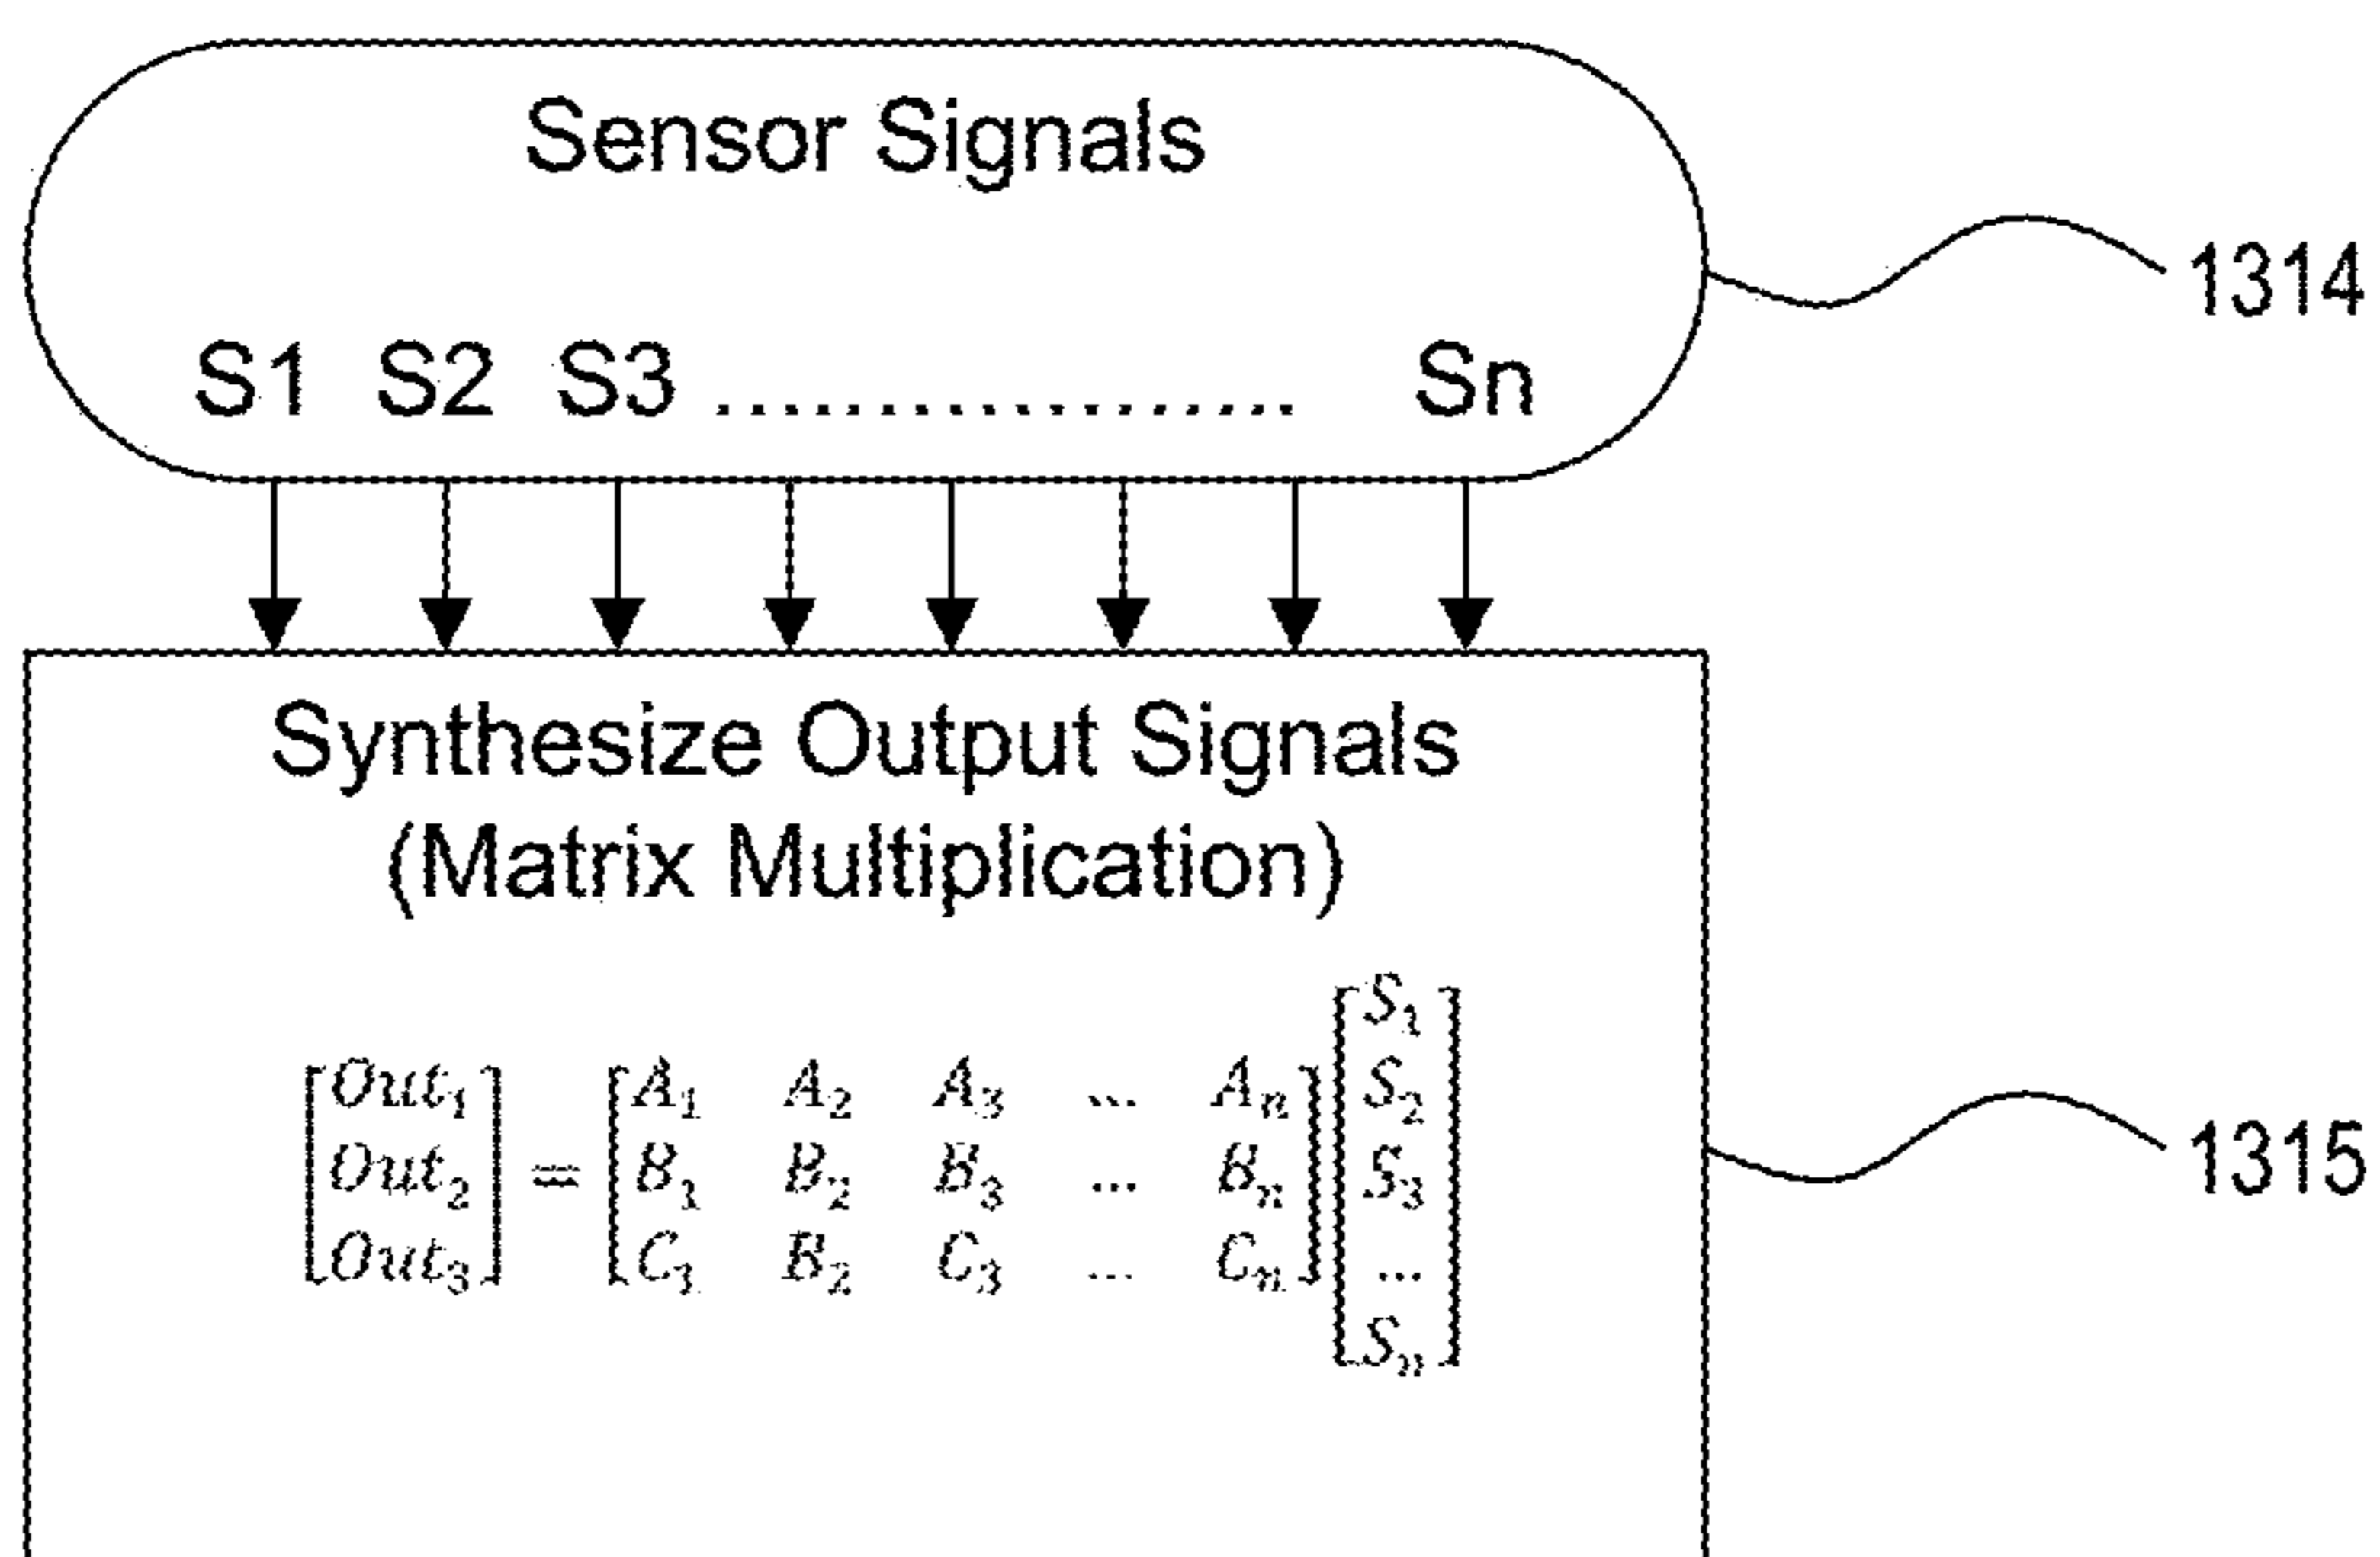 Sensor Signals
1314
S1 S2 S3 .................. Sn
Synthesize Output Signals
(Matrix Multiplication)
[Out₁ Out₂ Out₃] = [A₁ A₂ A₃ ... Aₙ
B₁ B₂ B₃ ... Bₙ
C₁ B₂ C₃ ... Cₙ] [S₁ S₂ S₃ ... Sₙ]
1315